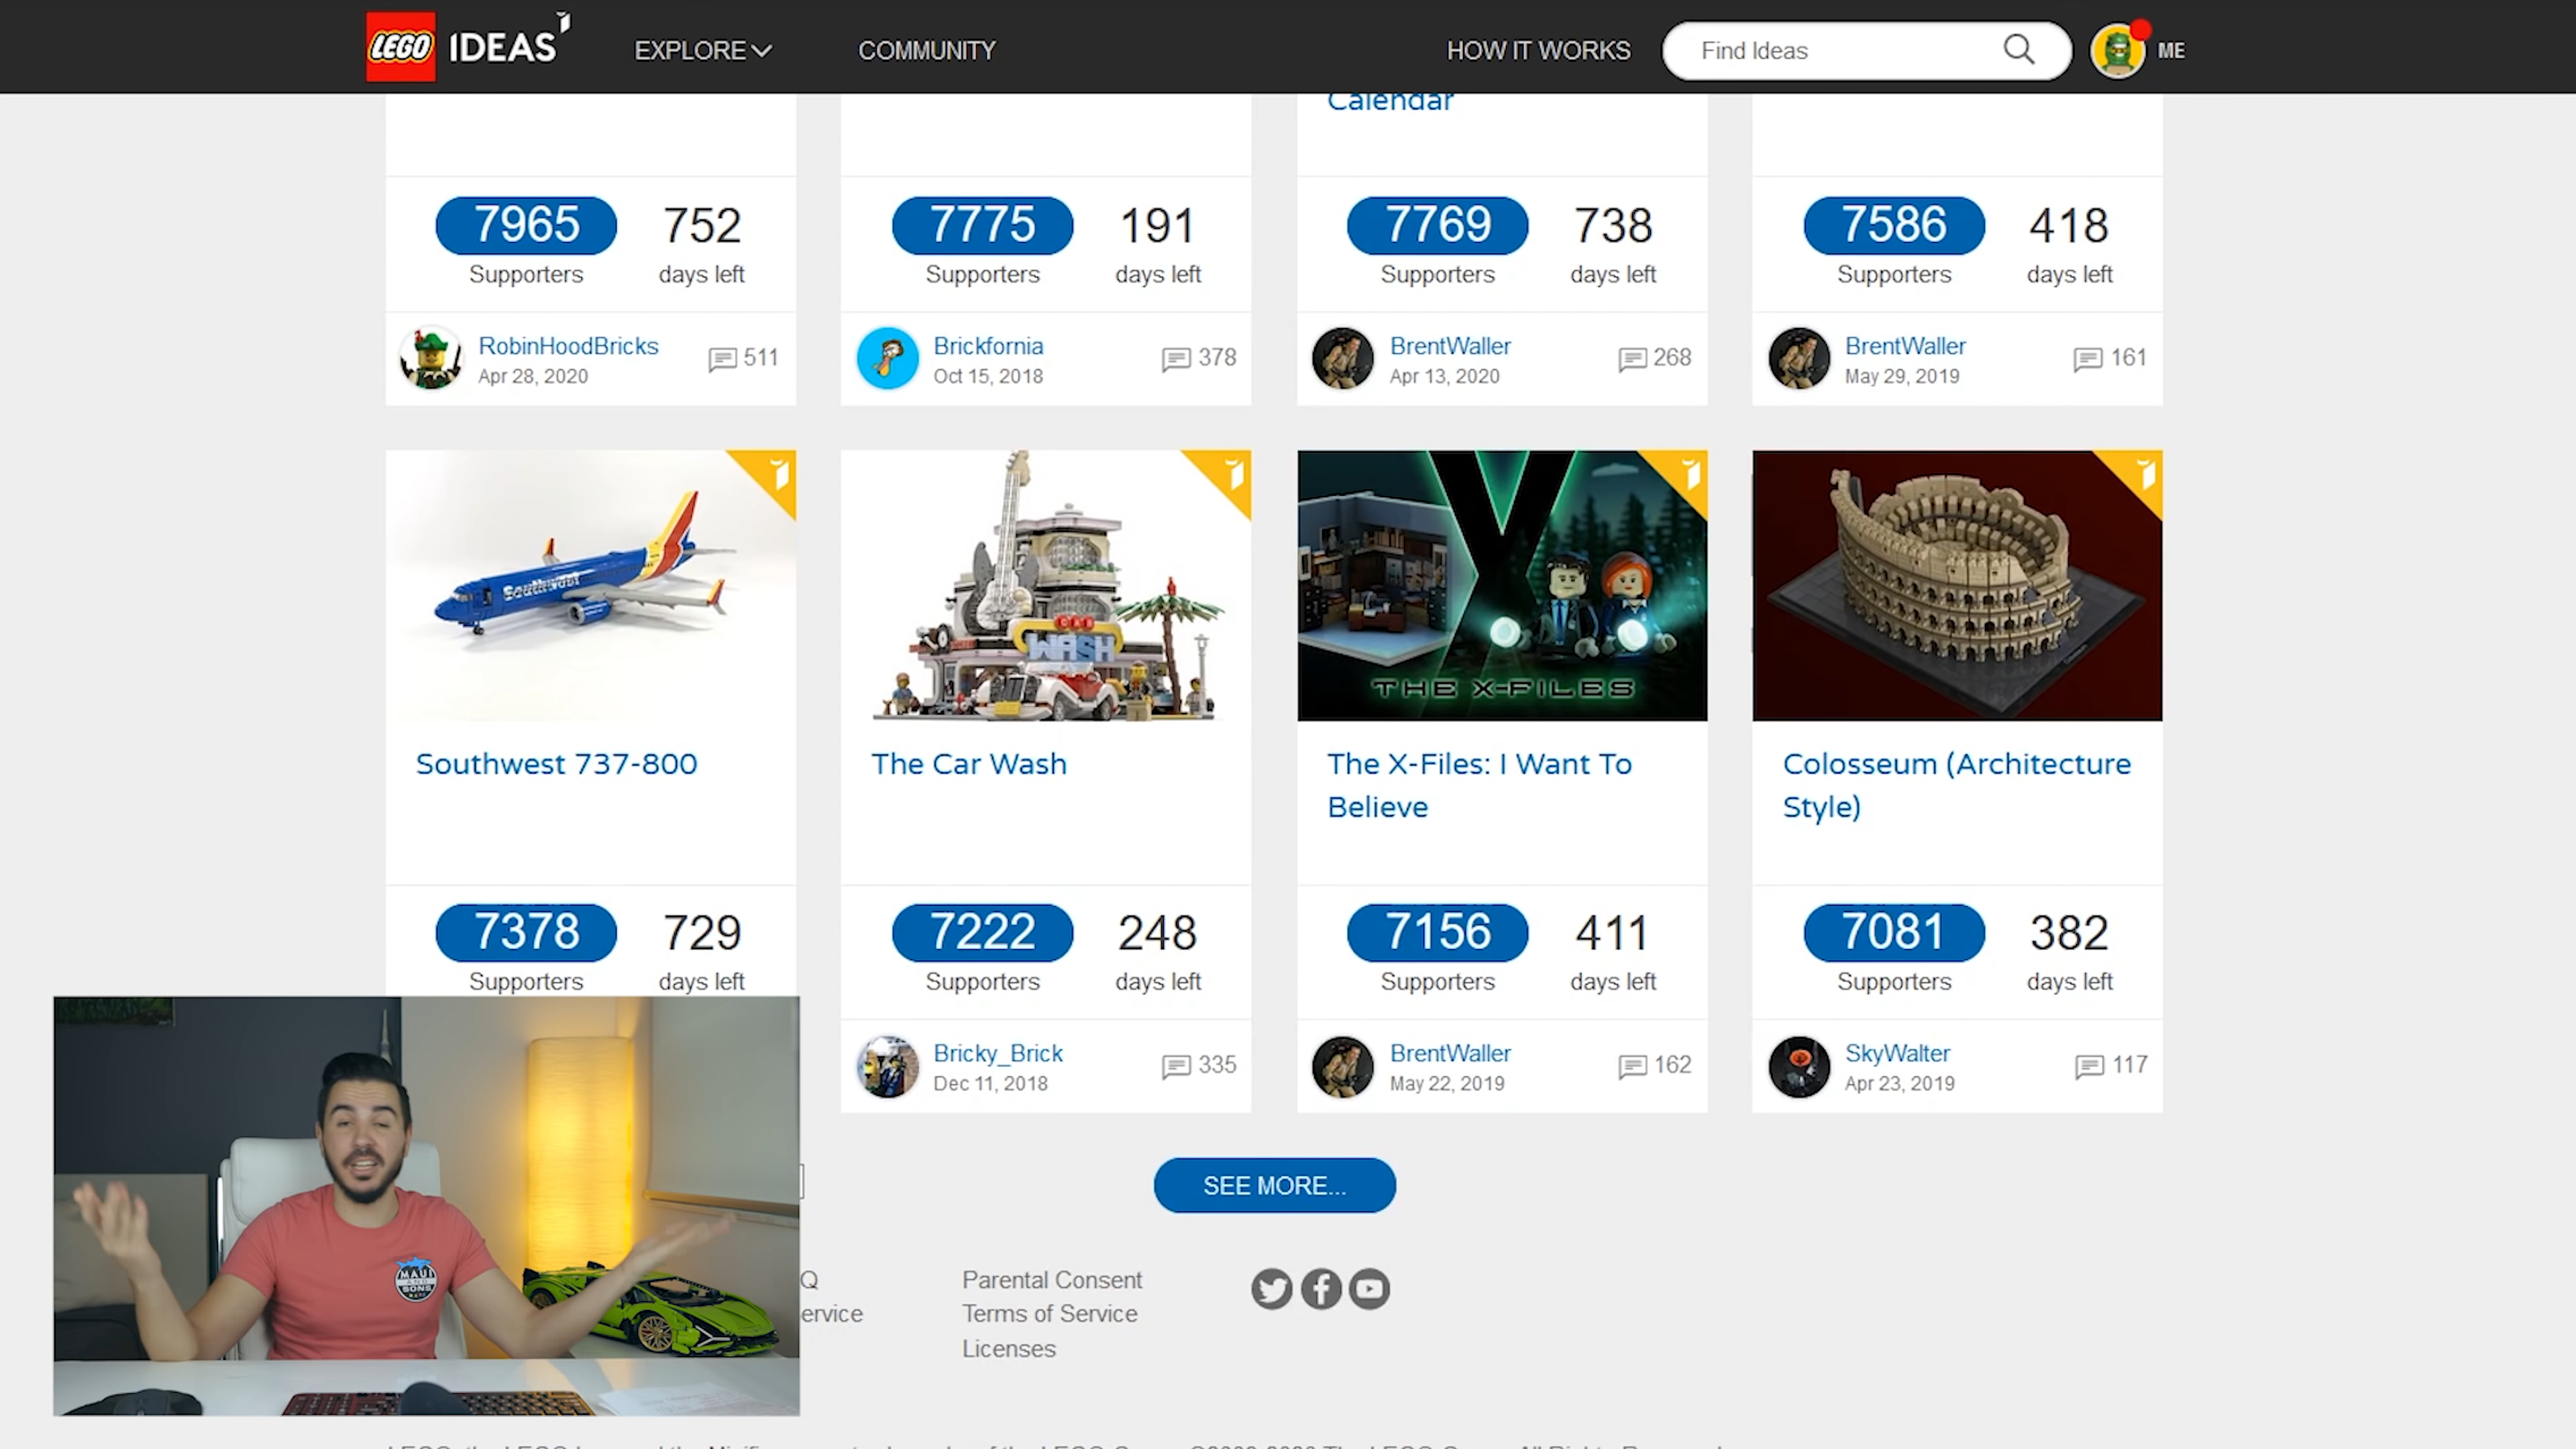 LEGO IDEAS EXPLORE COMMUNITY HOW IT WORKS Find Ideas ME
Calendar
7965 752 7775 191 7769 738 7586 418
Supporters days left Supporters days left Supporters days left Supporters days left
RobinHoodBricks 511 Brickfornia 378 BrentWaller 268 BrentWaller 161
Apr 28, 2020 Oct 15, 2018 Apr 13, 2020 May 29, 2019
Southwest
CAR
WASH
THE X-FILES
Southwest 737-800 The Car Wash The X-Files: I Want To Colosseum (Architecture
Believe Style)
7378 729 7222 248 7156 411 7081 382
Supporters days left Supporters days left Supporters days left Supporters days left
Bricky_Brick 335 BrentWaller 162 SkyWalter 117
Dec 11, 2018 May 22, 2019 Apr 23, 2019
SEE MORE...
MAUI
AND
SONS
Q Parental Consent
ervice Terms of Service
Licenses